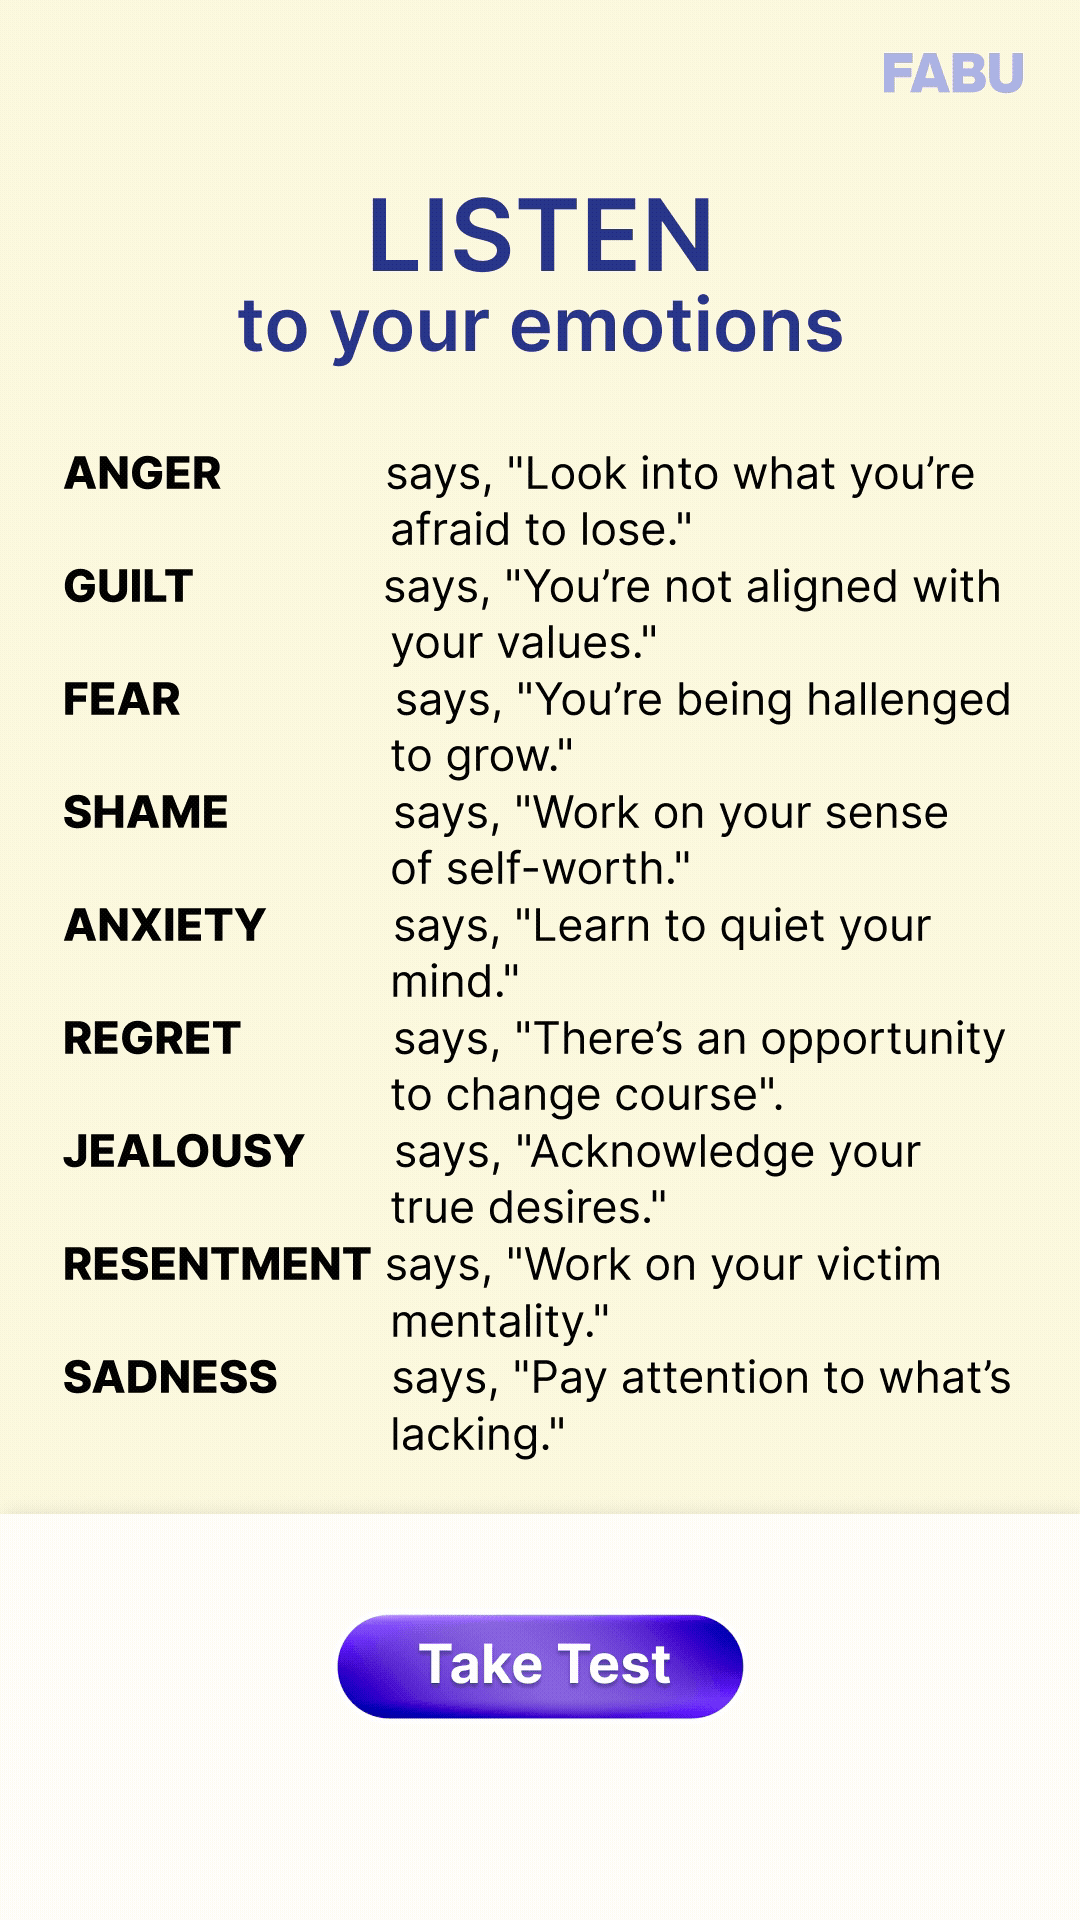 FABU
LISTEN
to your emotions
ANGER says, "Look into what you’re
afraid to lose."
GUILT says, "You’re not aligned with
your values."
FEAR says, "You’re being hallenged
to grow."
SHAME says, "Work on your sense
of self-worth."
ANXIETY says, "Learn to quiet your
mind."
REGRET says, "There’s an opportunity
to change course".
JEALOUSY says, "Acknowledge your
true desires."
RESENTMENT says, "Work on your victim
mentality."
SADNESS says, "Pay attention to what’s
lacking."
Take Test